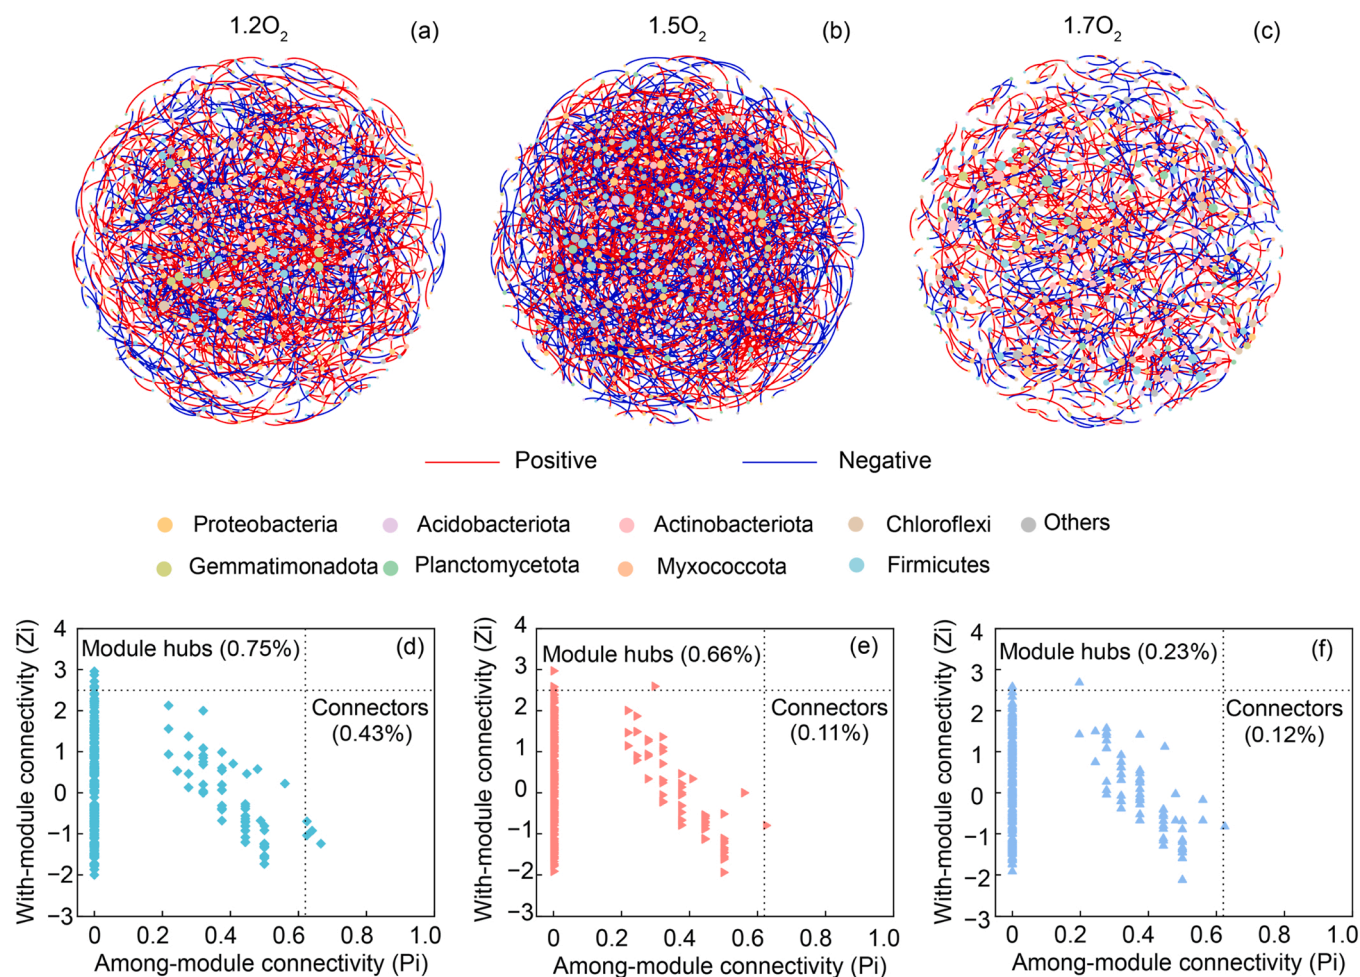 1.2O₂ (a) 1.5O₂ (b) 1.7O₂ (c)
Positive Negative
Proteobacteria Acidobacteriota Actinobacteriota Chloroflexi Others
Gemmatimonadota Planctomycetota Myxococcota Firmicutes
With-module connectivity (Zi)
4
3
2
1
0
−1
−2
−3
Module hubs (0.75%) (d)
Connectors
(0.43%)
0 0.2 0.4 0.6 0.8 1.0
Among-module connectivity (Pi)
With-module connectivity (Zi)
4
3
2
1
0
−1
−2
−3
Module hubs (0.66%) (e)
Connectors
(0.11%)
0 0.2 0.4 0.6 0.8 1.0
Among-module connectivity (Pi)
With-module connectivity (Zi)
4
3
2
1
0
−1
−2
−3
Module hubs (0.23%) (f)
Connectors
(0.12%)
0 0.2 0.4 0.6 0.8 1.0
Among-module connectivity (Pi)